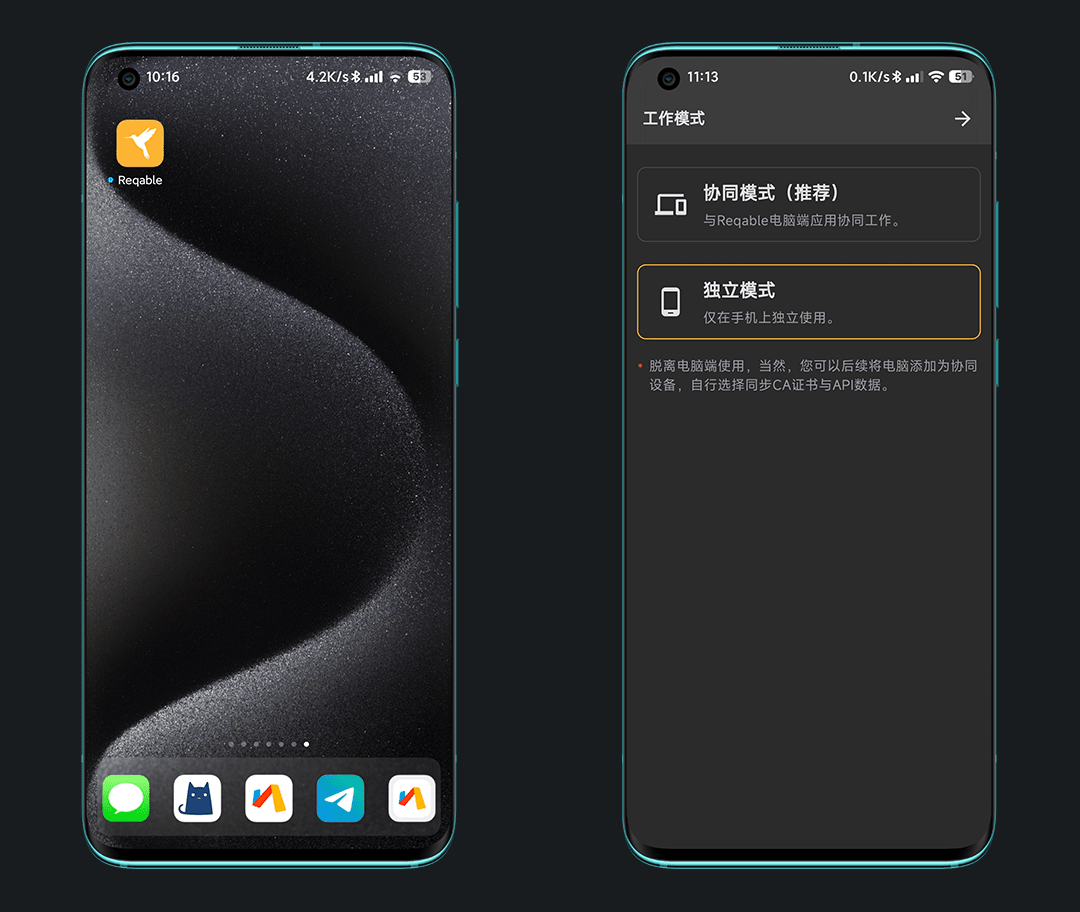 10:16
4.2K/s
53
Reqable
11:13
0.1K/s
51
工作模式
协同模式（推荐）
与Reqable电脑端应用协同工作。
独立模式
仅在手机上独立使用。
脱离电脑端使用，当然，您可以后续将电脑添加为协同
设备，自行选择同步CA证书与API数据。